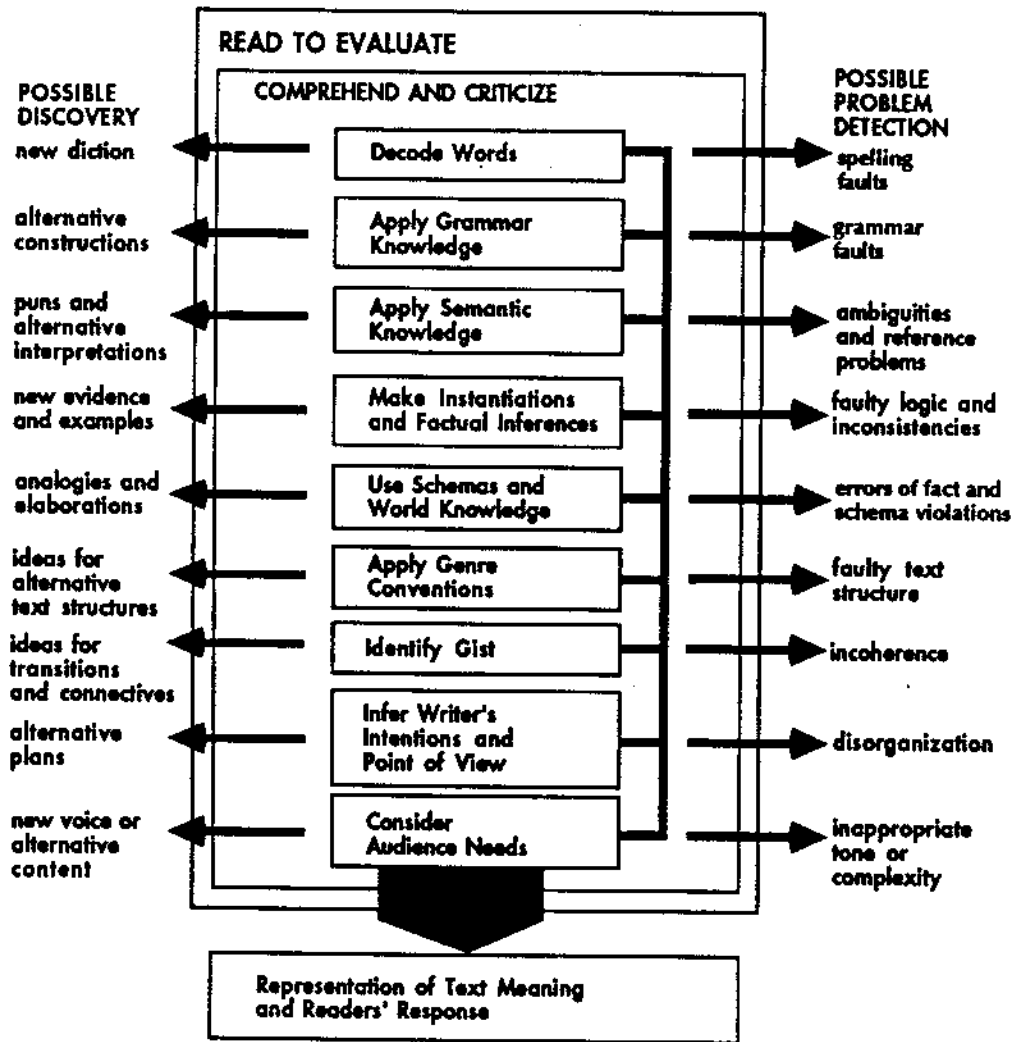 READ TO EVALUATE
COMPREHEND AND CRITICIZE
POSSIBLE
DISCOVERY
POSSIBLE
PROBLEM
DETECTION
new diction
Decode Words
spelling
faults
alternative
constructions
Apply Grammar
Knowledge
grammar
faults
puns and
alternative
interpretations
Apply Semantic
Knowledge
ambiguities
and reference
problems
new evidence
and examples
Make Instantiations
and Factual Inferences
faulty logic and
inconsistencies
analogies and
elaborations
Use Schemas and
World Knowledge
errors of fact and
schema violations
ideas for
alternative
text structures
Apply Genre
Conventions
faulty text
structure
ideas for
transitions
and connectives
Identify Gist
incoherence
alternative
plans
Infer Writer's
Intentions and
Point of View
disorganization
new voice or
alternative
content
Consider
Audience Needs
inappropriate
tone or
complexity
Representation of Text Meaning
and Readers' Response